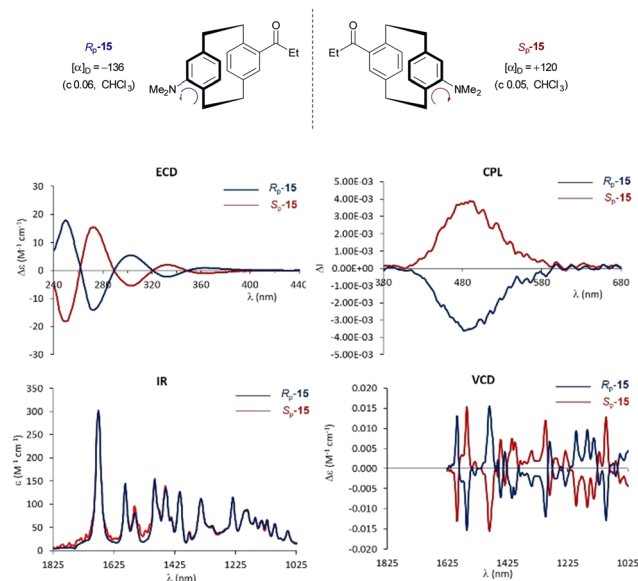 O
Et
Rp-15
[α]D = −136
(c 0.06, CHCl3)
Me2N
O
Et
NMe2
Sp-15
[α]D = +120
(c 0.05, CHCl3)
ECD
Rp-15
Sp-15
Δε (M-1 cm-1)
30
20
10
0
-10
-20
-30
240 280 320 360 400 440
λ (nm)
CPL
Rp-15
Sp-15
ΔI
5.00E-03
4.00E-03
3.00E-03
2.00E-03
1.00E-03
0.00E+00
-1.00E-03
-2.00E-03
-3.00E-03
-4.00E-03
-5.00E-03
380 480 580 680
λ (nm)
IR
Rp-15
Sp-15
ε (M-1 cm-1)
350
300
250
200
150
100
50
0
1825 1625 1425 1225 1025
λ (nm)
VCD
Rp-15
Sp-15
Δε (M-1 cm-1)
0.020
0.015
0.010
0.005
0.000
-0.005
-0.010
-0.015
-0.020
1825 1625 1425 1225 1025
λ (nm)